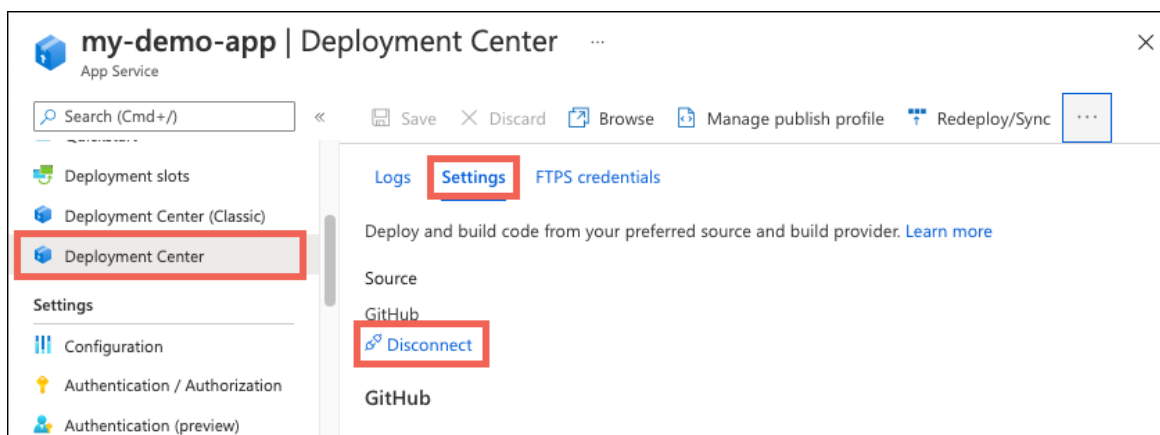 my-demo-app | Deployment Center ...
App Service
Search (Cmd+/)
«
Save
Discard
Browse
Manage publish profile
Redeploy/Sync
...
Deployment slots
Deployment Center (Classic)
Deployment Center
Settings
Configuration
Authentication / Authorization
Authentication (preview)
Logs
Settings
FTPS credentials
Deploy and build code from your preferred source and build provider. Learn more
Source
GitHub
Disconnect
GitHub